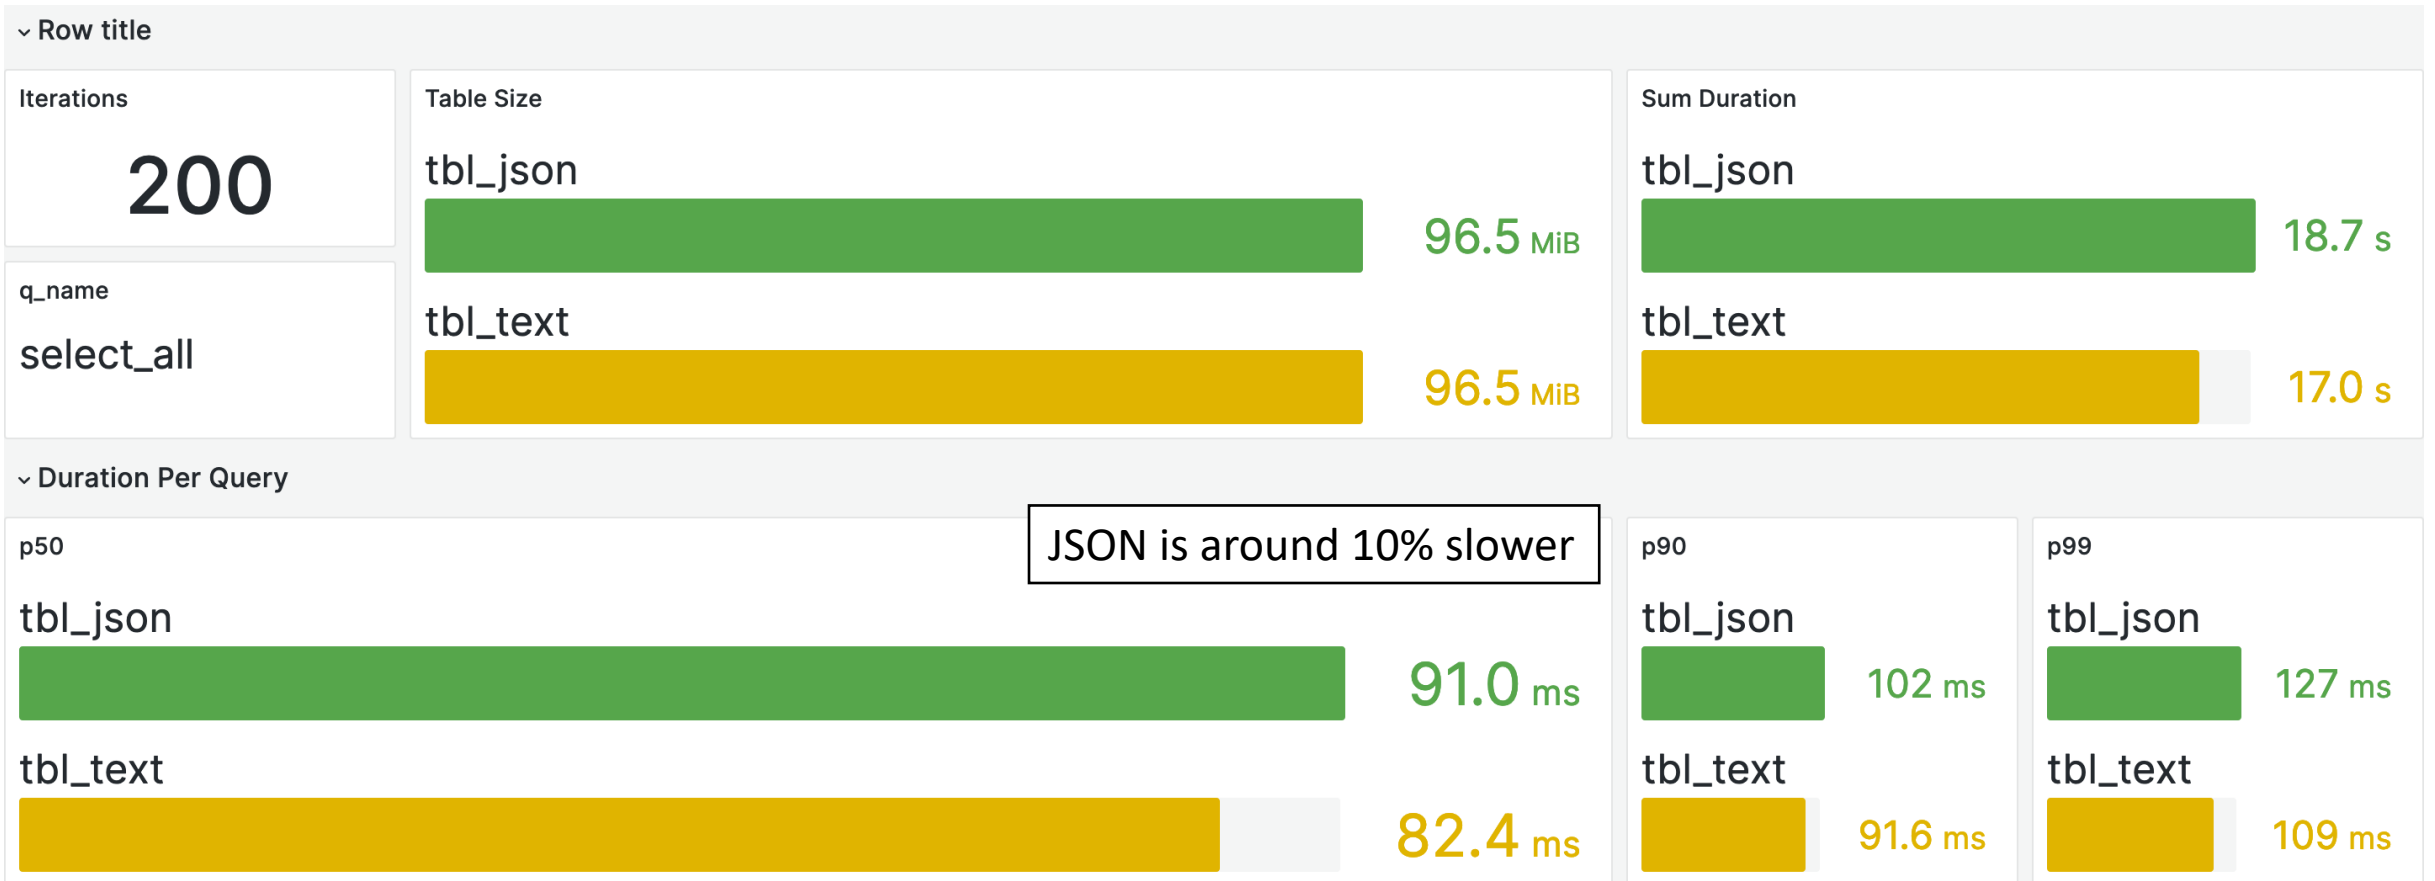 Row title
Iterations
200
q_name
select_all
Table Size
tbl_json
96.5 MiB
tbl_text
96.5 MiB
Sum Duration
tbl_json
18.7 s
tbl_text
17.0 s
Duration Per Query
JSON is around 10% slower
p50
tbl_json
91.0 ms
tbl_text
82.4 ms
p90
tbl_json
102 ms
tbl_text
91.6 ms
p99
tbl_json
127 ms
tbl_text
109 ms